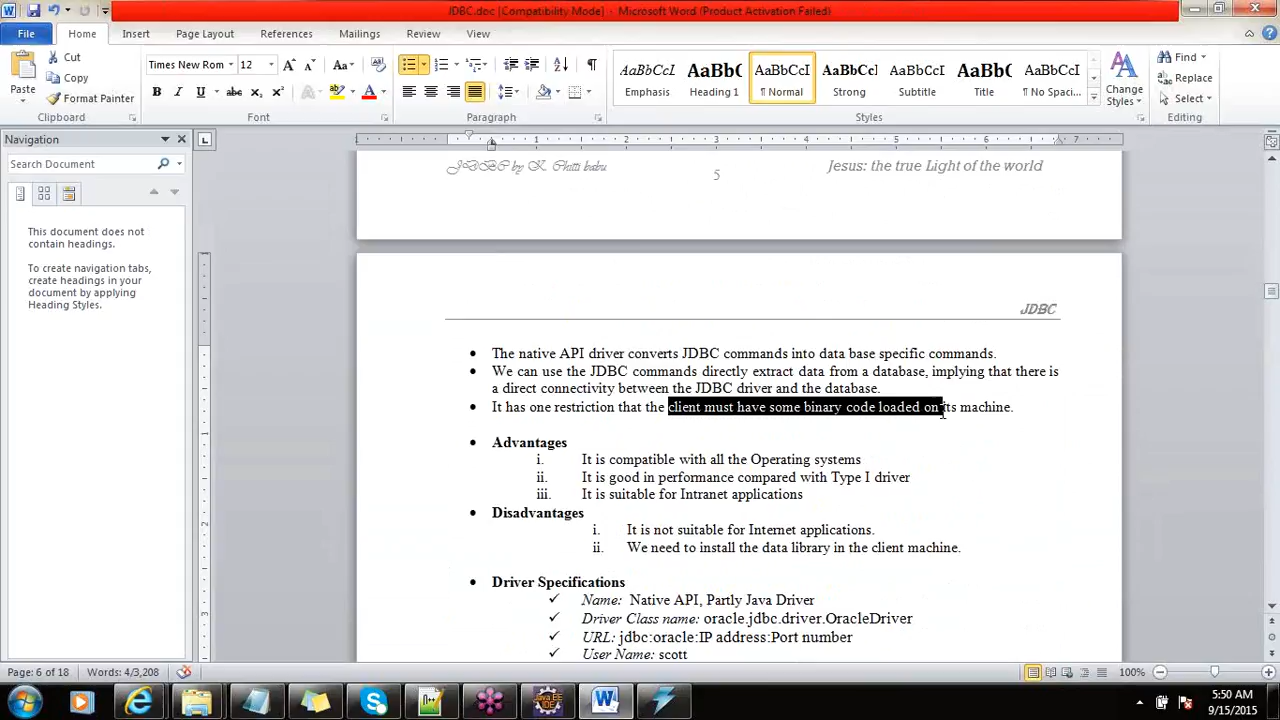 JDBC.doc [Compatibility Mode] - Microsoft Word (Product Activation Failed)
File Home Insert Page Layout References Mailings Review View
Paste
Cut
Copy
Format Painter
Clipboard
Times New Rom 12
Font
Paragraph
AaBbCcI AaBb( AaBbCcI AaBbCcI AaBbCcI AaBbC AaBbCcI
Emphasis Heading 1 ¶ Normal Strong Subtitle Title ¶ No Spaci...
Change Styles
Styles
Find
Replace
Select
Editing
Navigation
Search Document
This document does not
contain headings.
To create navigation tabs,
create headings in your
document by applying
Heading Styles.
JDBC by K. Chitti babu
5
Jesus: the true Light of the world
JDBC
• The native API driver converts JDBC commands into data base specific commands.
• We can use the JDBC commands directly extract data from a database, implying that there is
a direct connectivity between the JDBC driver and the database.
• It has one restriction that the client must have some binary code loaded on its machine.
• Advantages
i. It is compatible with all the Operating systems
ii. It is good in performance compared with Type I driver
iii. It is suitable for Intranet applications
• Disadvantages
i. It is not suitable for Internet applications.
ii. We need to install the data library in the client machine.
• Driver Specifications
✓ Name: Native API, Partly Java Driver
✓ Driver Class name: oracle.jdbc.driver.OracleDriver
✓ URL: jdbc:oracle:IP address:Port number
✓ User Name: scott
Page: 6 of 18 Words: 4/3,208
100%
5:50 AM
9/15/2015